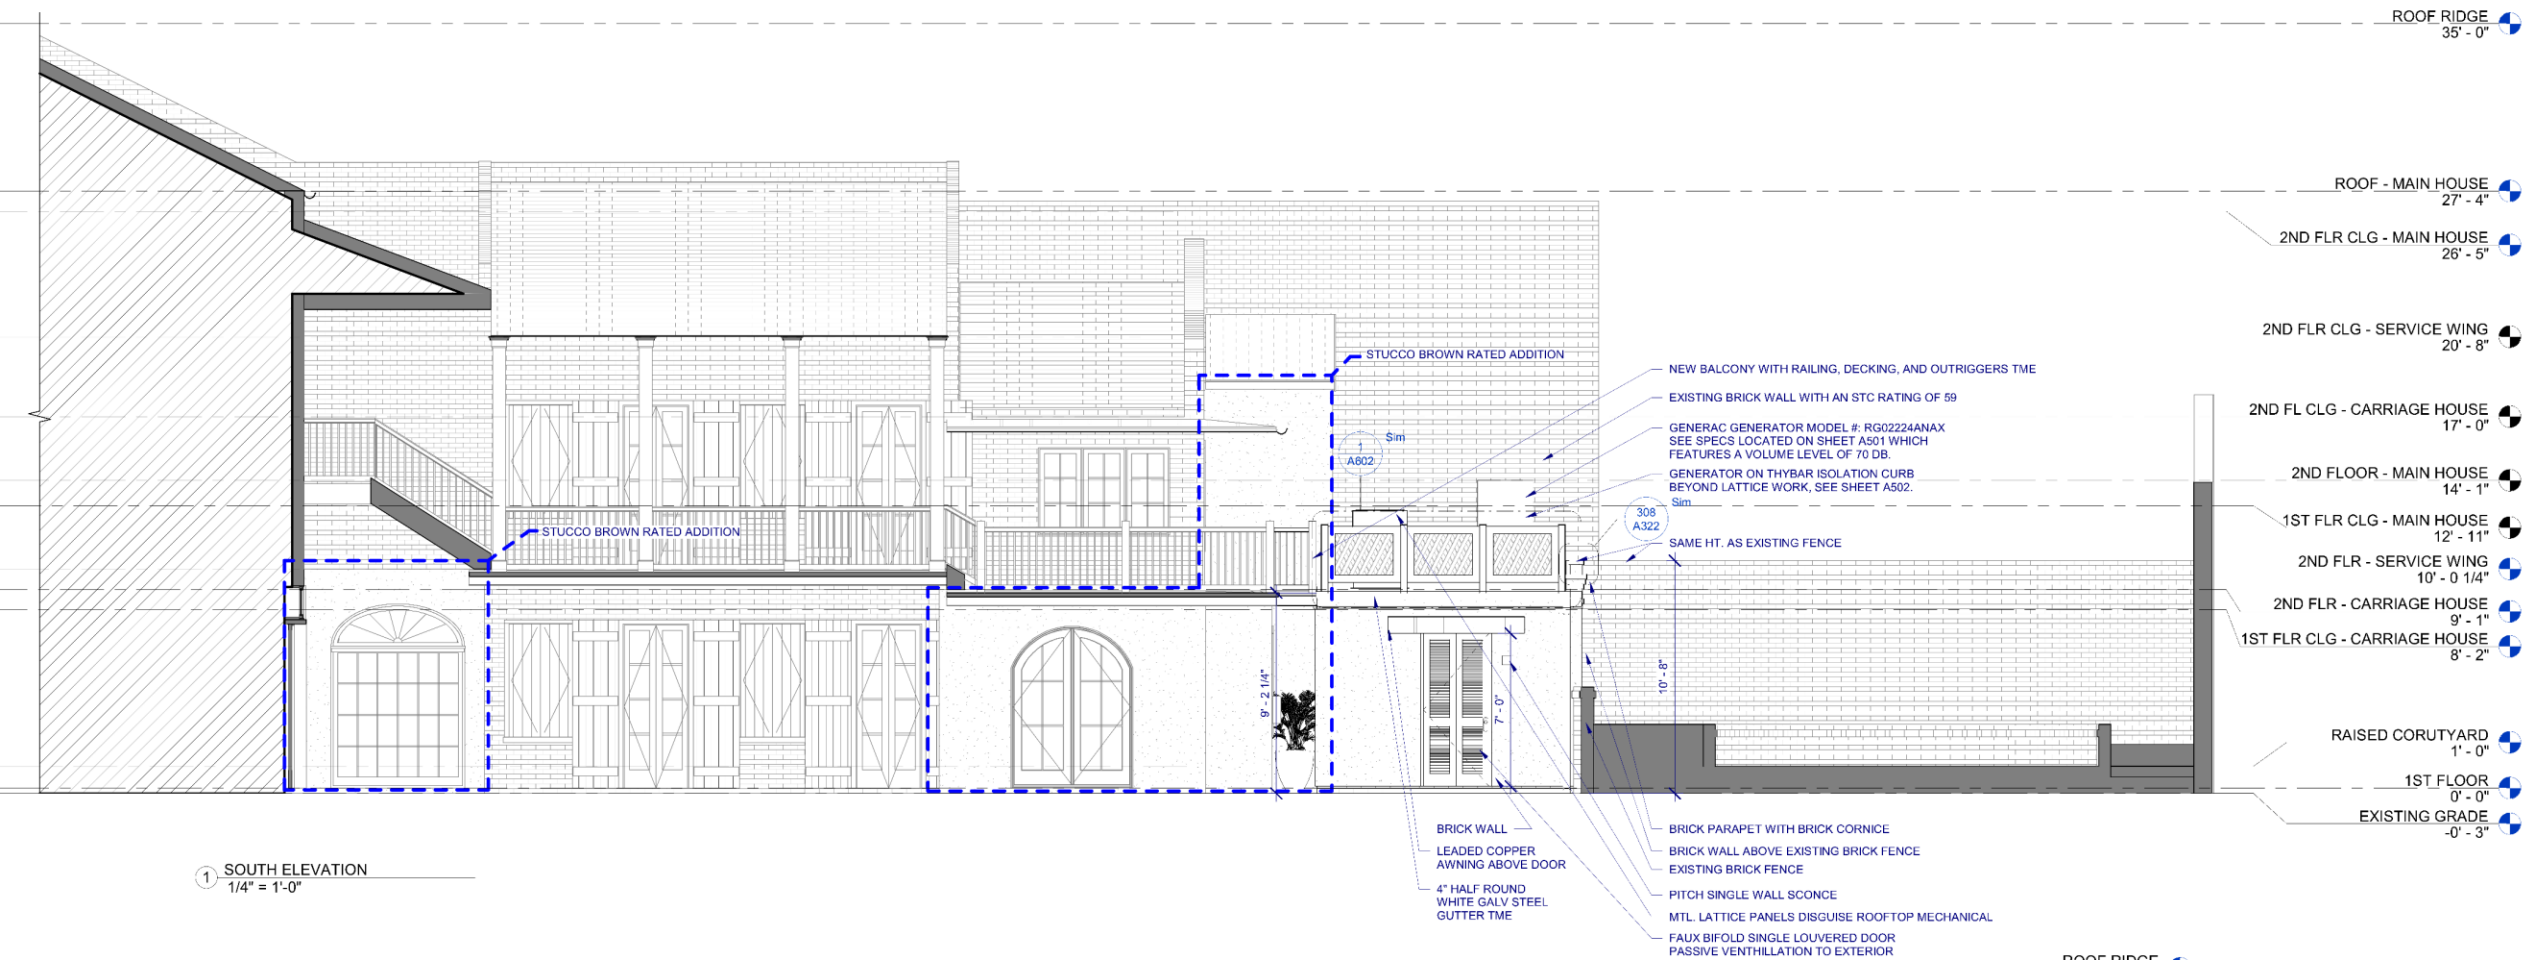 ROOF RIDGE
35' - 0"
ROOF - MAIN HOUSE
27' - 4"
2ND FLR CLG - MAIN HOUSE
26' - 5"
2ND FLR CLG - SERVICE WING
20' - 8"
2ND FL CLG - CARRIAGE HOUSE
17' - 0"
2ND FLOOR - MAIN HOUSE
14' - 1"
1ST FLR CLG - MAIN HOUSE
12' - 11"
2ND FLR - SERVICE WING
10' - 0 1/4"
2ND FLR - CARRIAGE HOUSE
9' - 1"
1ST FLR CLG - CARRIAGE HOUSE
8' - 2"
RAISED CORUTYARD
1' - 0"
1ST FLOOR
0' - 0"
EXISTING GRADE
-0' - 3"
STUCCO BROWN RATED ADDITION
STUCCO BROWN RATED ADDITION
NEW BALCONY WITH RAILING, DECKING, AND OUTRIGGERS TME
EXISTING BRICK WALL WITH AN STC RATING OF 59
GENERAC GENERATOR MODEL #: RG02224ANAX
SEE SPECS LOCATED ON SHEET A501 WHICH
FEATURES A VOLUME LEVEL OF 70 DB.
GENERATOR ON THYBAR ISOLATION CURB
BEYOND LATTICE WORK, SEE SHEET A502.
SAME HT. AS EXISTING FENCE
1
A602
Sim
308
A322
Sim
9' - 2 1/4"
7' - 0"
10' - 8"
BRICK WALL
LEADED COPPER
AWNING ABOVE DOOR
4" HALF ROUND
WHITE GALV STEEL
GUTTER TME
BRICK PARAPET WITH BRICK CORNICE
BRICK WALL ABOVE EXISTING BRICK FENCE
EXISTING BRICK FENCE
PITCH SINGLE WALL SCONCE
MTL. LATTICE PANELS DISGUISE ROOFTOP MECHANICAL
FAUX BIFOLD SINGLE LOUVERED DOOR
PASSIVE VENTHILLATION TO EXTERIOR
1
SOUTH ELEVATION
1/4" = 1'-0"
ROOF RIDGE